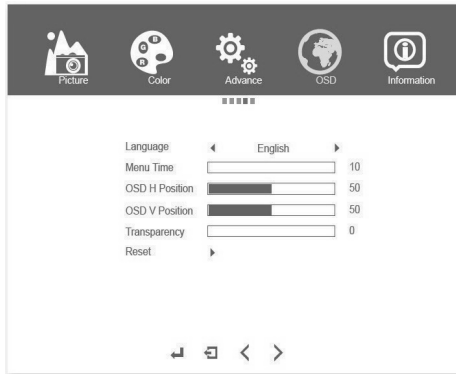 B
G
R
Picture Color Advance OSD Information
Language English
Menu Time 10
OSD H Position 50
OSD V Position 50
Transparency 0
Reset